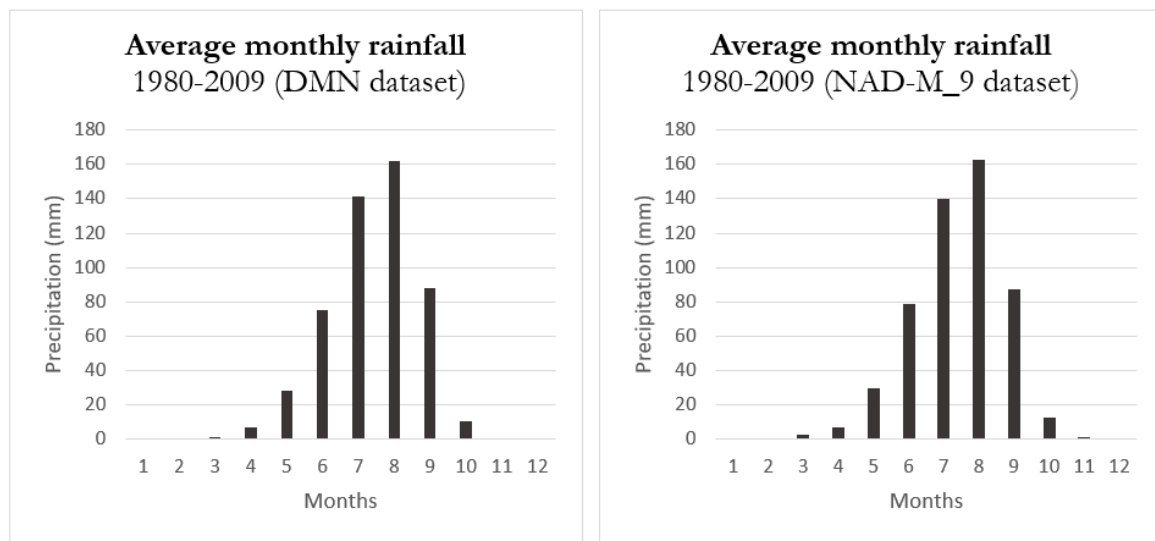 Average monthly rainfall
1980-2009 (DMN dataset)
Precipitation (mm)
180
160
140
120
100
80
60
40
20
0
1 2 3 4 5 6 7 8 9 10 11 12
Months
Average monthly rainfall
1980-2009 (NAD-M_9 dataset)
Precipitation (mm)
180
160
140
120
100
80
60
40
20
0
1 2 3 4 5 6 7 8 9 10 11 12
Months